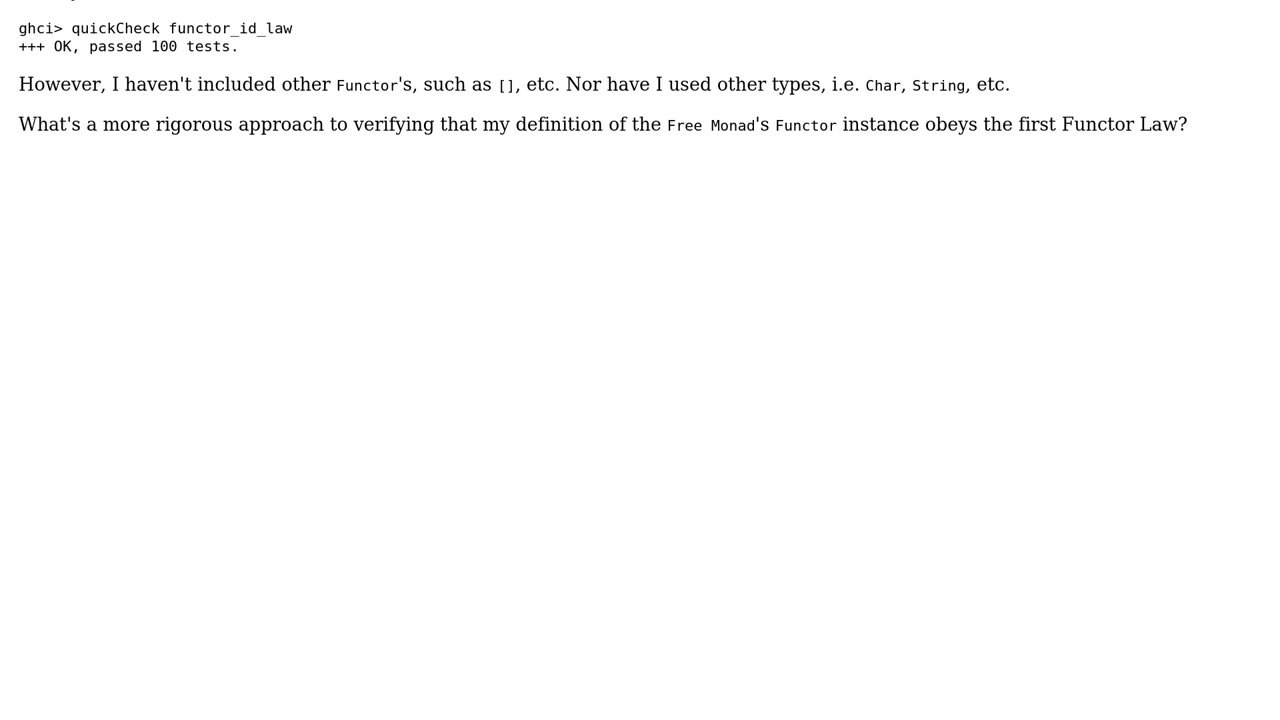 ghci> quickCheck functor_id_law
+++ OK, passed 100 tests.
However, I haven't included other Functor's, such as [], etc. Nor have I used other types, i.e. Char, String, etc.
What's a more rigorous approach to verifying that my definition of the Free Monad's Functor instance obeys the first Functor Law?